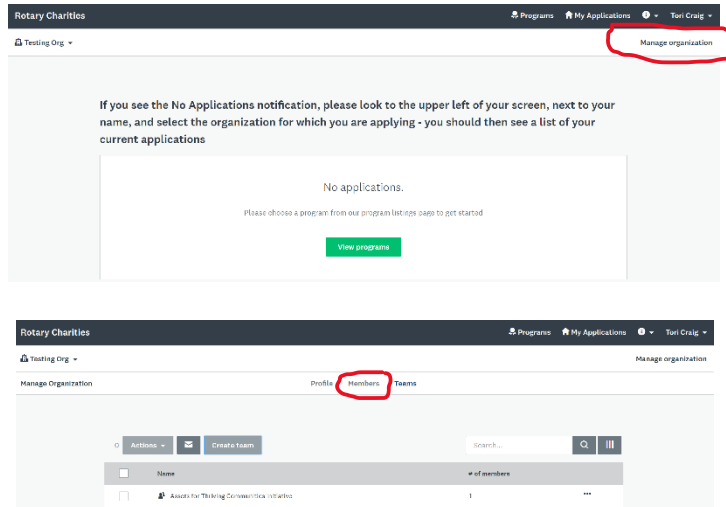 Rotary Charities Programs My Applications Tori Craig
Testing Org Manage organization
If you see the No Applications notification, please look to the upper left of your screen, next to your
name, and select the organization for which you are applying - you should then see a list of your
current applications
No applications.
Please choose a program from our program listings page to get started
View programs
Rotary Charities Programs My Applications Tori Craig
Testing Org Manage organization
Manage Organization Profile Members Teams
Actions Create team Search...
Name # of members
Assets for Thriving Communities Initiative 1 •••